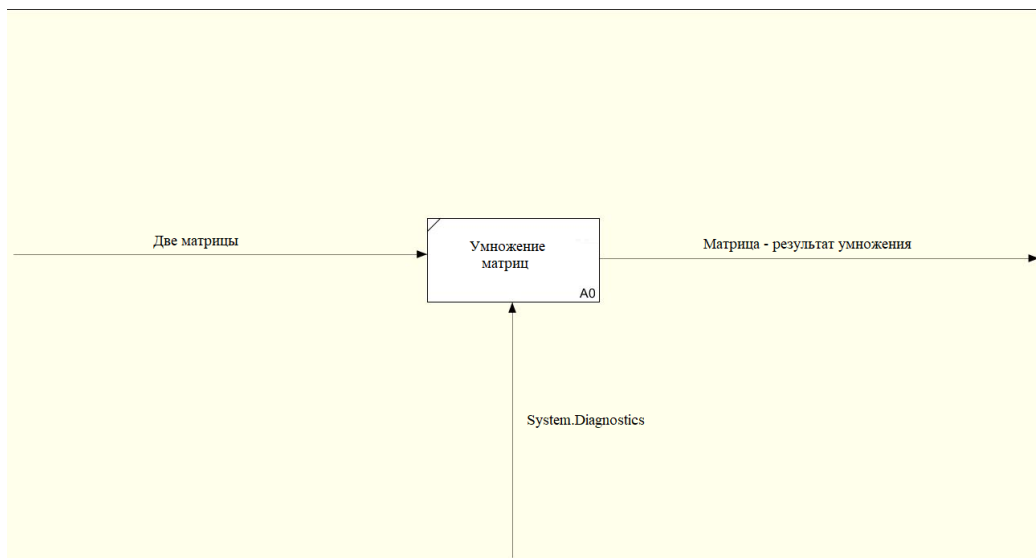 Две матрицы
Умножение
матриц
A0
Матрица - результат умножения
System.Diagnostics